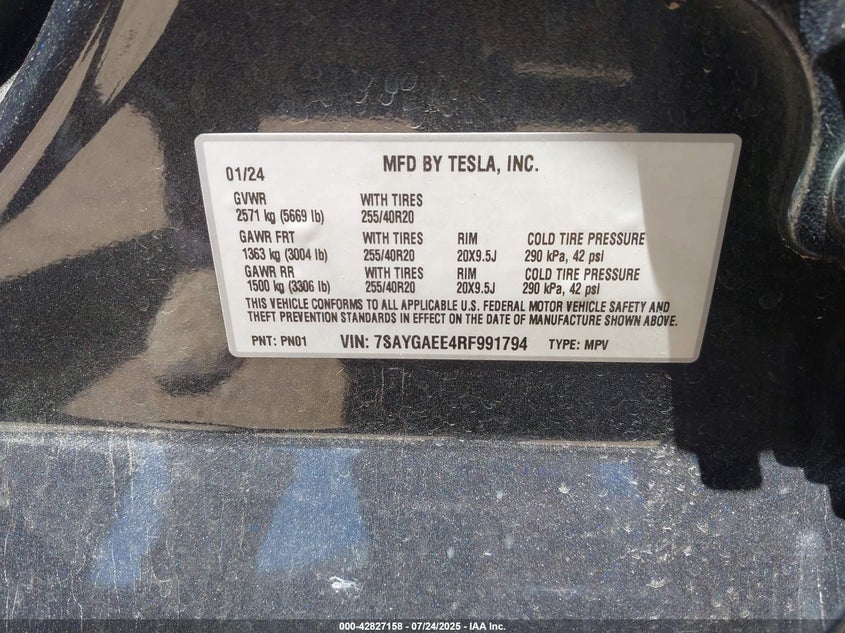 01/24 MFD BY TESLA, INC.
GVWR WITH TIRES
2571 kg (5669 lb) 255/40R20
GAWR FRT WITH TIRES RIM COLD TIRE PRESSURE
1363 kg (3004 lb) 255/40R20 20X9.5J 290 kPa, 42 psi
GAWR RR WITH TIRES RIM COLD TIRE PRESSURE
1500 kg (3306 lb) 255/40R20 20X9.5J 290 kPa, 42 psi
THIS VEHICLE CONFORMS TO ALL APPLICABLE U.S. FEDERAL MOTOR VEHICLE SAFETY AND
THEFT PREVENTION STANDARDS IN EFFECT ON THE DATE OF MANUFACTURE SHOWN ABOVE.
PNT: PN01 VIN: 7SAYGAEE4RF991794 TYPE: MPV
000-42827158 - 07/24/2025 - IAA Inc.